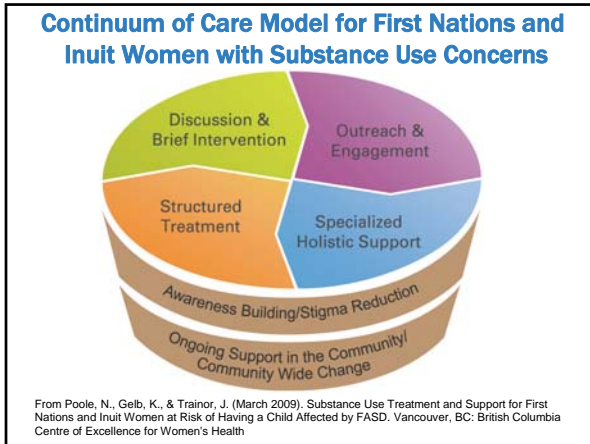 Continuum of Care Model for First Nations and
Inuit Women with Substance Use Concerns
Discussion &
Brief Intervention
Outreach &
Engagement
Structured
Treatment
Specialized
Holistic Support
Awareness Building/Stigma Reduction
Ongoing Support in the Community/
Community Wide Change
From Poole, N., Gelb, K., & Trainor, J. (March 2009). Substance Use Treatment and Support for First
Nations and Inuit Women at Risk of Having a Child Affected by FASD. Vancouver, BC: British Columbia
Centre of Excellence for Women's Health